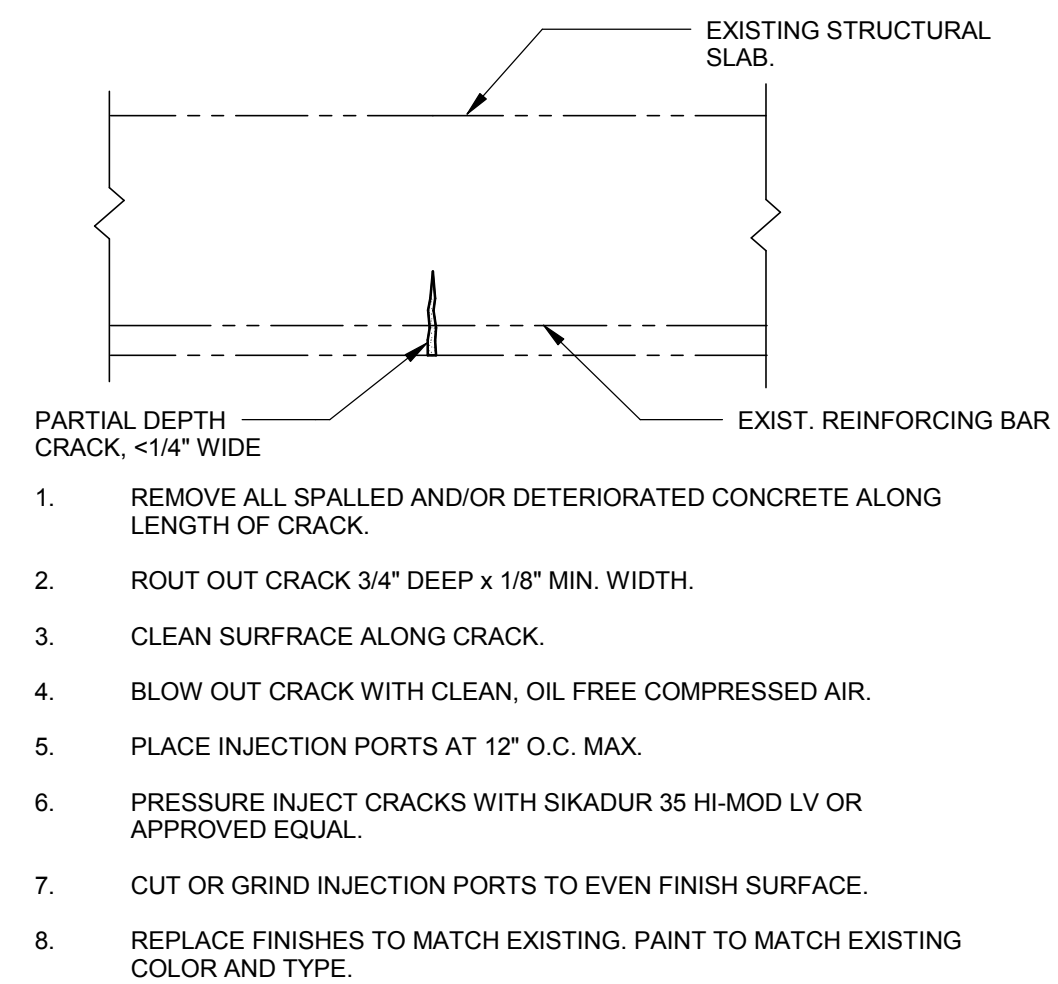 EXISTING STRUCTURAL
SLAB.
PARTIAL DEPTH
CRACK, <1/4" WIDE
EXIST. REINFORCING BAR
1. REMOVE ALL SPALLED AND/OR DETERIORATED CONCRETE ALONG
LENGTH OF CRACK.
2. ROUT OUT CRACK 3/4" DEEP x 1/8" MIN. WIDTH.
3. CLEAN SURFRACE ALONG CRACK.
4. BLOW OUT CRACK WITH CLEAN, OIL FREE COMPRESSED AIR.
5. PLACE INJECTION PORTS AT 12" O.C. MAX.
6. PRESSURE INJECT CRACKS WITH SIKADUR 35 HI-MOD LV OR
APPROVED EQUAL.
7. CUT OR GRIND INJECTION PORTS TO EVEN FINISH SURFACE.
8. REPLACE FINISHES TO MATCH EXISTING. PAINT TO MATCH EXISTING
COLOR AND TYPE.